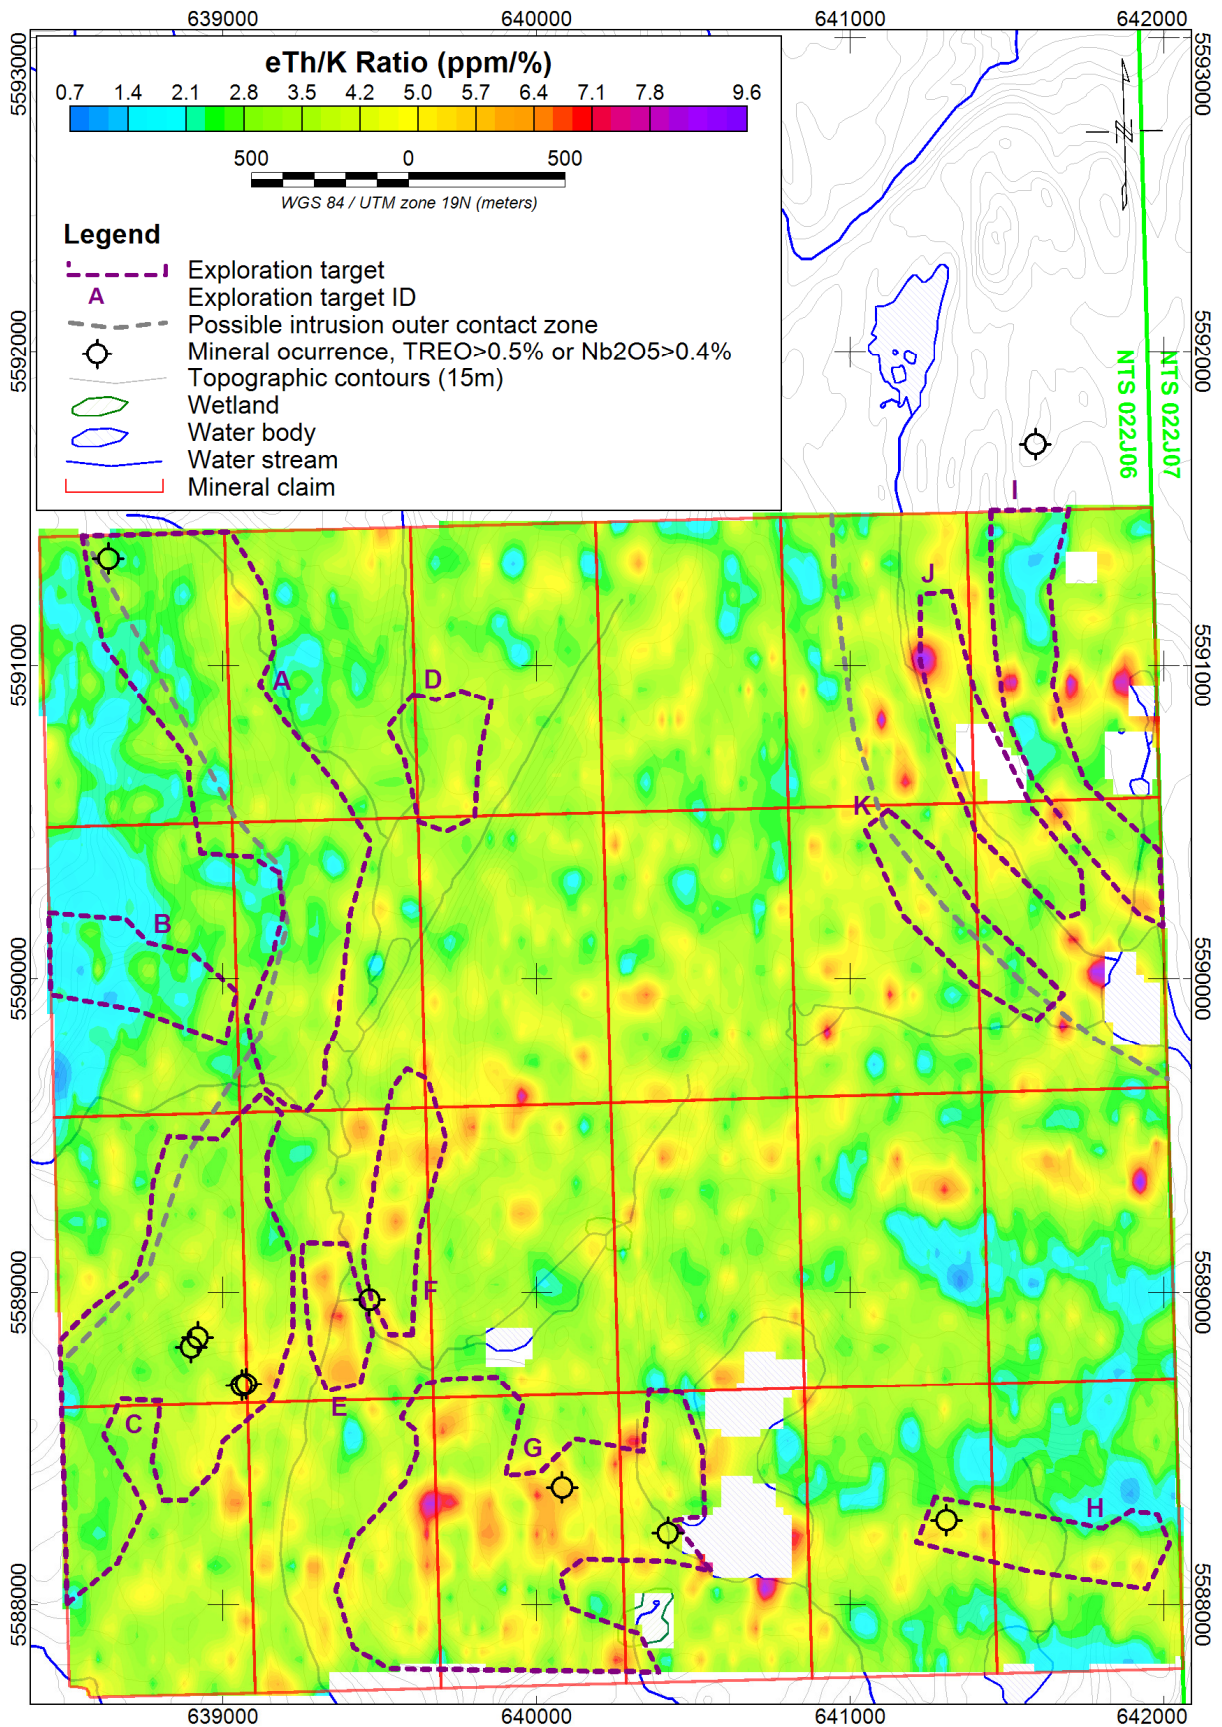 639000 640000 641000 642000
eTh/K Ratio (ppm/%)
0.7 1.4 2.1 2.8 3.5 4.2 5.0 5.7 6.4 7.1 7.8 9.6
500 0 500
WGS 84 / UTM zone 19N (meters)
Legend
Exploration target
A Exploration target ID
Possible intrusion outer contact zone
Mineral ocurrence, TREO>0.5% or Nb2O5>0.4%
Topographic contours (15m)
Wetland
Water body
Water stream
Mineral claim
N
NTS 022J06
NTS 022J07
5593000
5593000
5592000
5592000
5591000
5591000
5590000
5590000
5589000
5589000
5588000
5588000
I
J
A
D
K
B
F
E
C
G
H
639000 640000 641000 642000